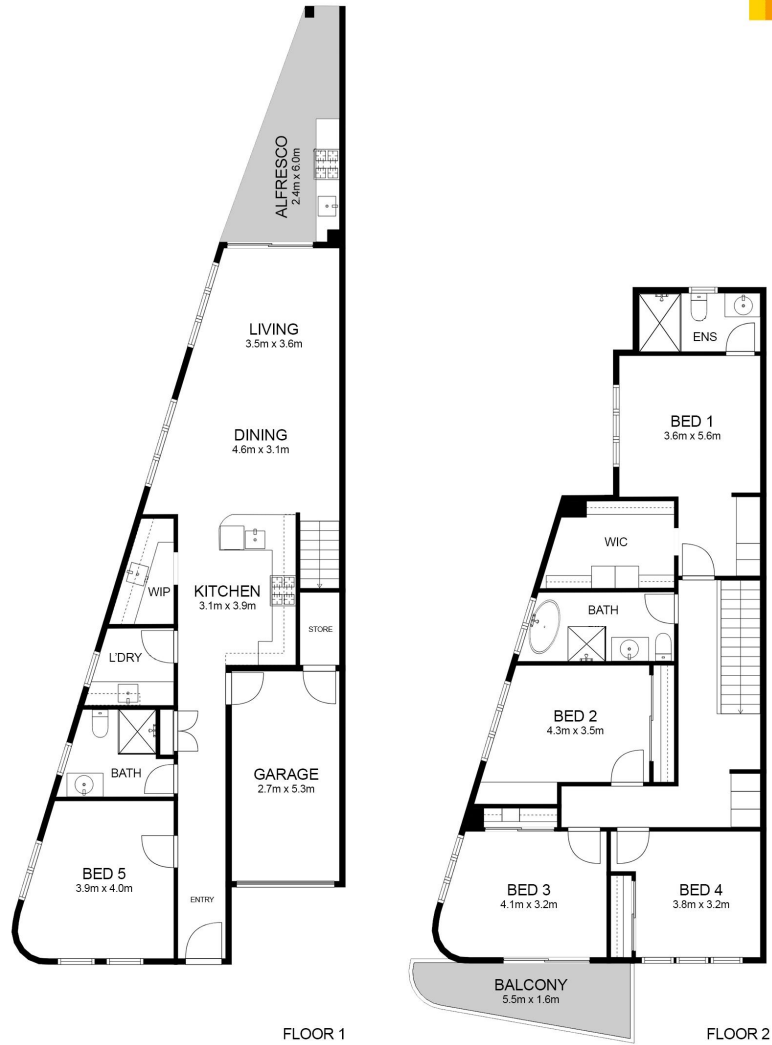 ALFRESCO
2.4m x 6.0m
LIVING
3.5m x 3.6m
DINING
4.6m x 3.1m
WIP
KITCHEN
3.1m x 3.9m
STORE
L'DRY
BATH
GARAGE
2.7m x 5.3m
BED 5
3.9m x 4.0m
ENTRY
FLOOR 1
ENS
BED 1
3.6m x 5.6m
WIC
BATH
BED 2
4.3m x 3.5m
BED 3
4.1m x 3.2m
BED 4
3.8m x 3.2m
BALCONY
5.5m x 1.6m
FLOOR 2